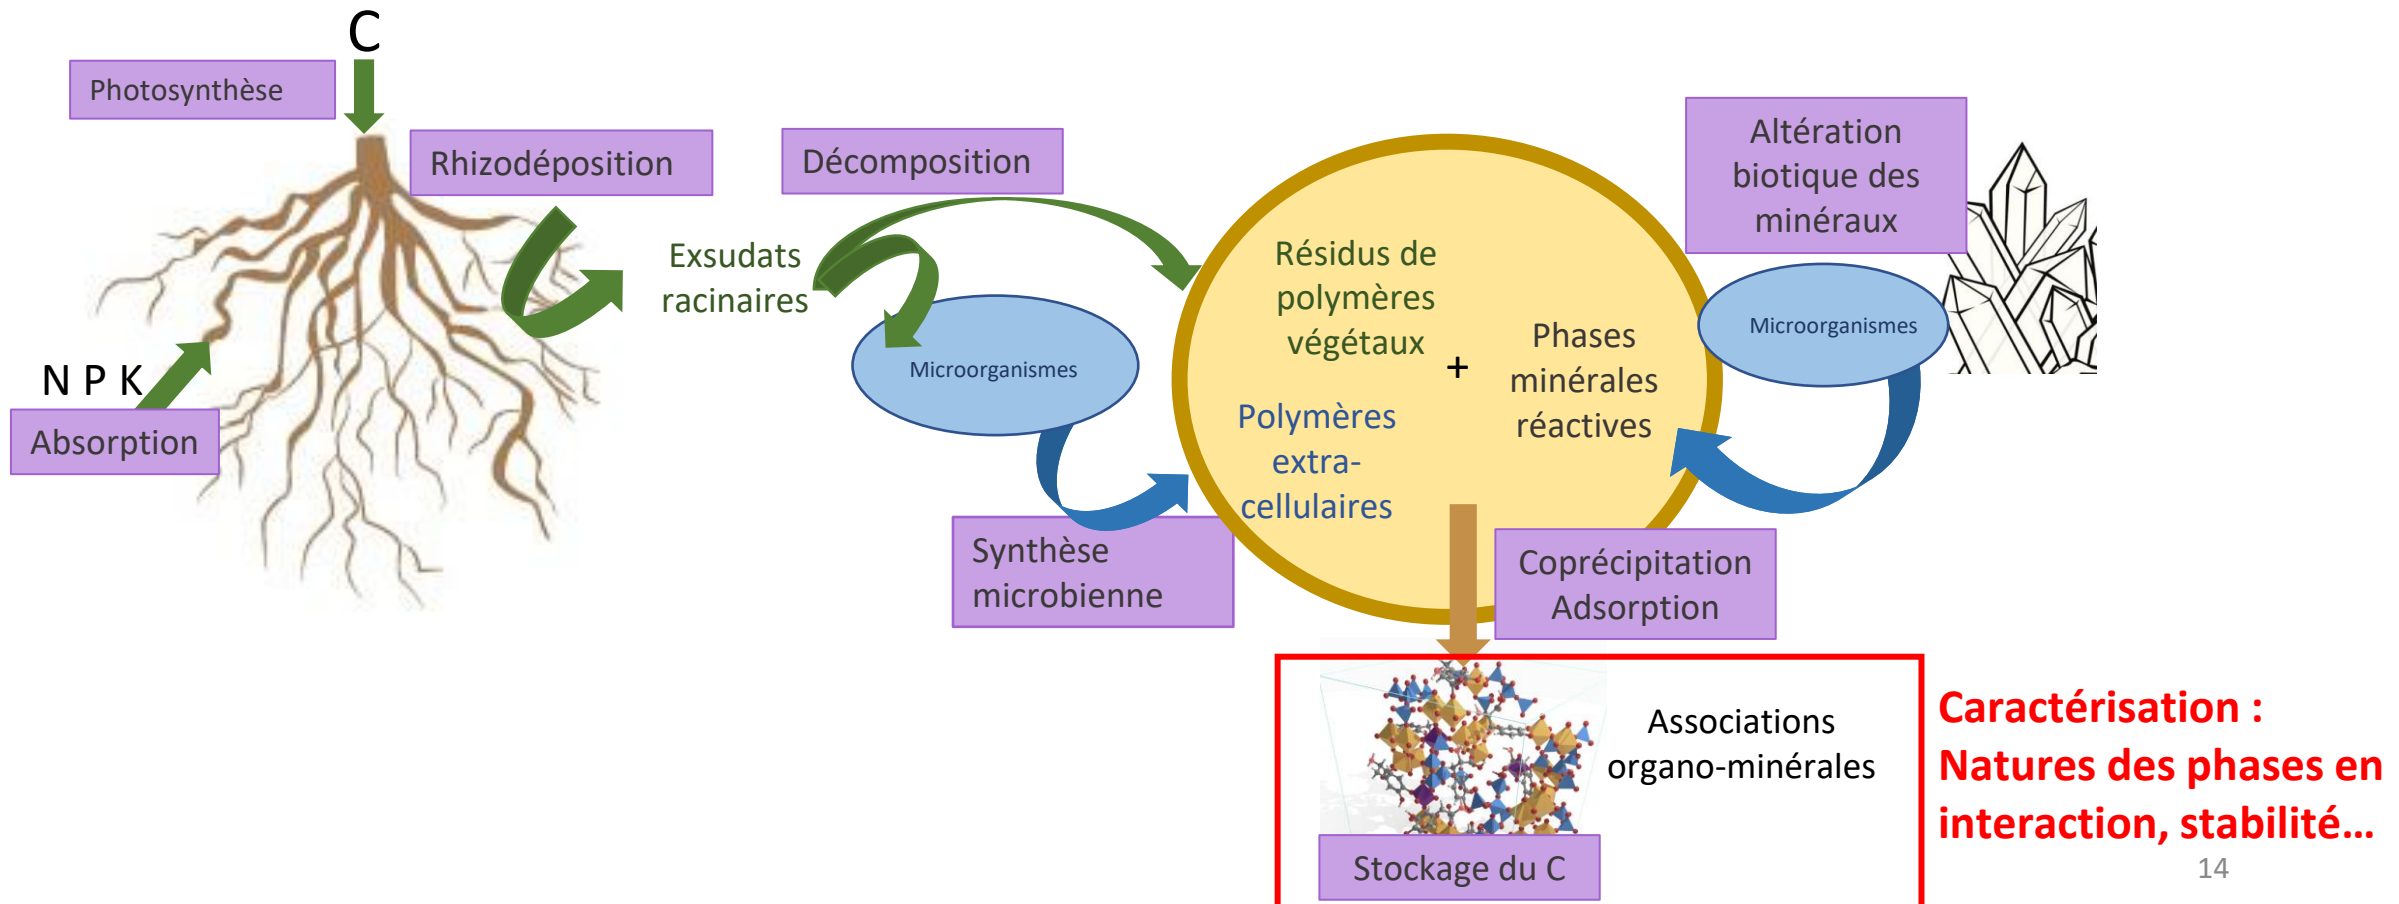 C
Photosynthèse
Rhizodéposition
Exsudats
racinaires
N P K
Absorption
Décomposition
Microorganismes
Synthèse
microbienne
Résidus de
polymères
végétaux
Polymères
extra-
cellulaires
+
Phases
minérales
réactives
Altération
biotique des
minéraux
Microorganismes
Coprécipitation
Adsorption
Associations
organo-minérales
Stockage du C
Caractérisation :
Natures des phases en
interaction, stabilité…
14